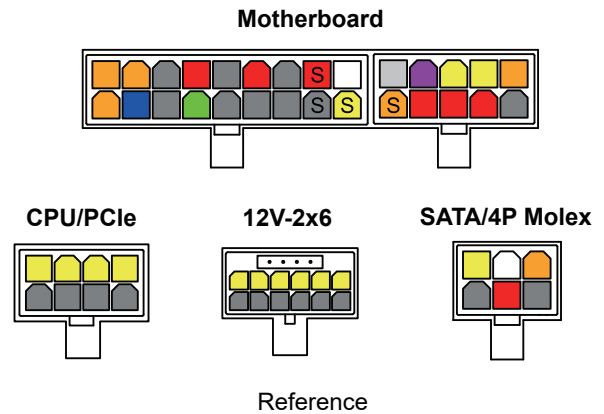 Motherboard
S
S S S
CPU/PCIe 12V-2x6 SATA/4P Molex
Reference